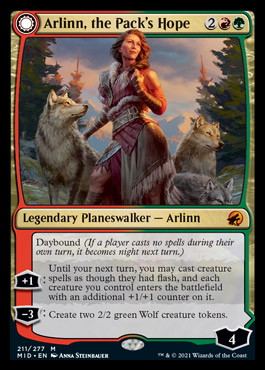 Arlinn, the Pack's Hope 2
Legendary Planeswalker — Arlinn
Daybound (If a player casts no spells during their
own turn, it becomes night next turn.)
+1: Until your next turn, you may cast creature
spells as though they had flash, and each
creature you control enters the battlefield
with an additional +1/+1 counter on it.
−3: Create two 2/2 green Wolf creature tokens.
4
211/277 M
MID • EN Anna Steinbauer
™ & © 2021 Wizards of the Coast